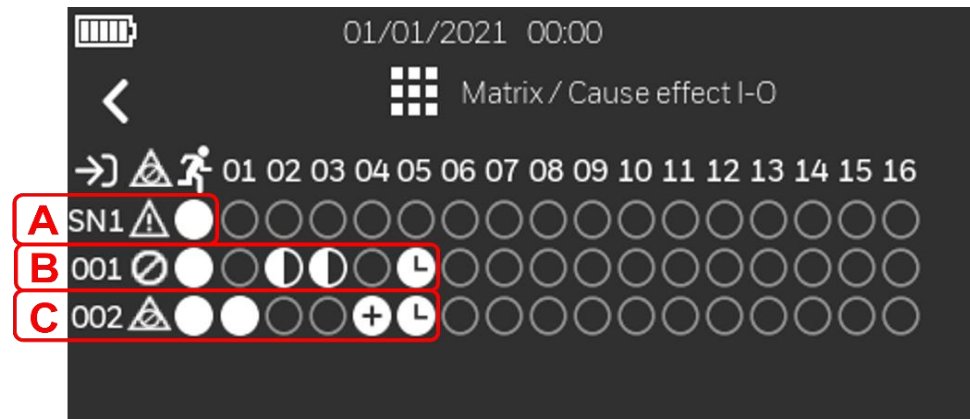 01/01/2021 00:00
Matrix / Cause effect I-O
01 02 03 04 05 06 07 08 09 10 11 12 13 14 15 16
A SN1
B 001
C 002